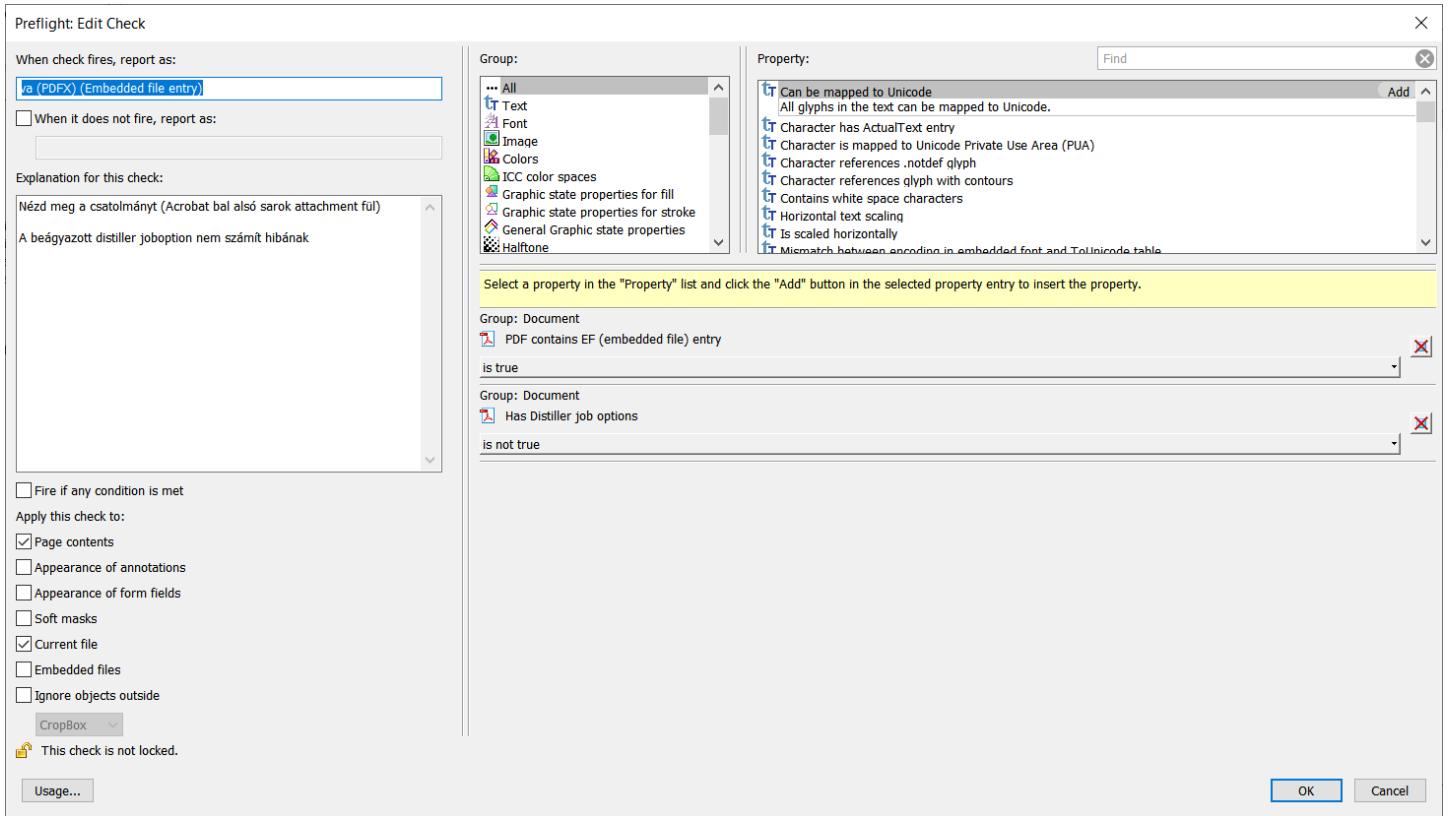 Preflight: Edit Check
When check fires, report as:
va (PDFX) (Embedded file entry)
When it does not fire, report as:
Explanation for this check:
Nézd meg a csatolmányt (Acrobat bal alsó sarok attachment fül)
A beágyazott distiller joboption nem számít hibának
Fire if any condition is met
Apply this check to:
Page contents
Appearance of annotations
Appearance of form fields
Soft masks
Current file
Embedded files
Ignore objects outside
CropBox
This check is not locked.
Usage...
Group:
All
Text
Font
Image
Colors
ICC color spaces
Graphic state properties for fill
Graphic state properties for stroke
General Graphic state properties
Halftone
Property:
Find
Can be mapped to Unicode Add
All glyphs in the text can be mapped to Unicode.
Character has ActualText entry
Character is mapped to Unicode Private Use Area (PUA)
Character references .notdef glyph
Character references glyph with contours
Contains white space characters
Horizontal text scaling
Is scaled horizontally
Mismatch between encoding in embedded font and ToUnicode table
Select a property in the "Property" list and click the "Add" button in the selected property entry to insert the property.
Group: Document
PDF contains EF (embedded file) entry
is true
Group: Document
Has Distiller job options
is not true
OK Cancel